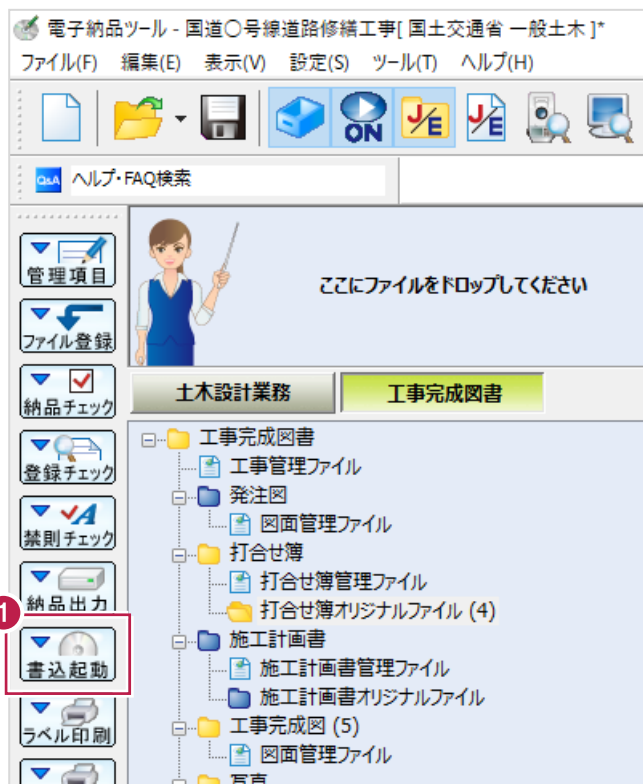 電子納品ツール - 国道〇号線道路修繕工事[ 国土交通省 一般土木 ]*
ファイル(F) 編集(E) 表示(V) 設定(S) ツール(T) ヘルプ(H)
ON J/E J/E
Q&A ヘルプ・FAQ検索
管理項目
ファイル登録
納品チェック
登録チェック
禁則チェック
納品出力
1
書込起動
ラベル印刷
ここにファイルをドロップしてください
土木設計業務 工事完成図書
工事完成図書
工事管理ファイル
発注図
図面管理ファイル
打合せ簿
打合せ簿管理ファイル
打合せ簿オリジナルファイル (4)
施工計画書
施工計画書管理ファイル
施工計画書オリジナルファイル
工事完成図 (5)
図面管理ファイル
写真